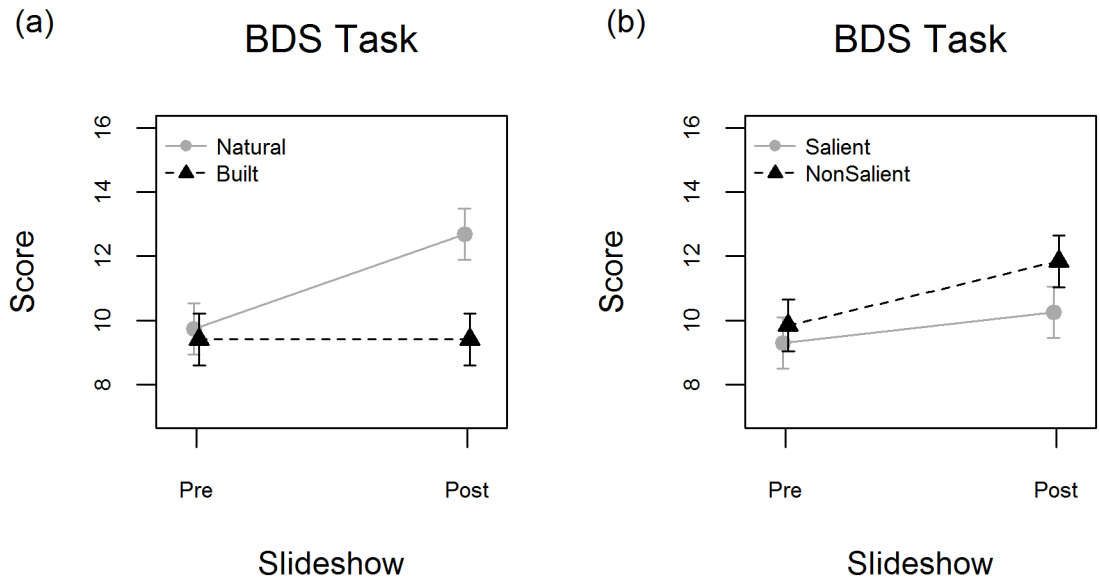 (a)
BDS Task
Natural
Built
Score
16
14
12
10
8
Pre
Post
Slideshow
(b)
BDS Task
Salient
NonSalient
Score
16
14
12
10
8
Pre
Post
Slideshow